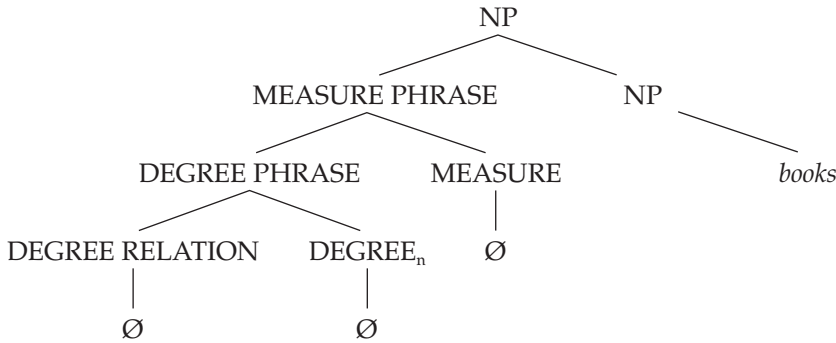 NP
MEASURE PHRASE NP
DEGREE PHRASE MEASURE books
DEGREE RELATION DEGREEn Ø
Ø Ø